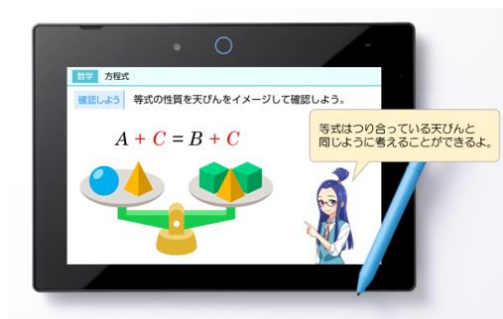 数学 方程式
確認しよう 等式の性質を天びんをイメージして確認しよう。
A + C = B + C
等式はつり合っている天びんと
同じように考えることができるよ。